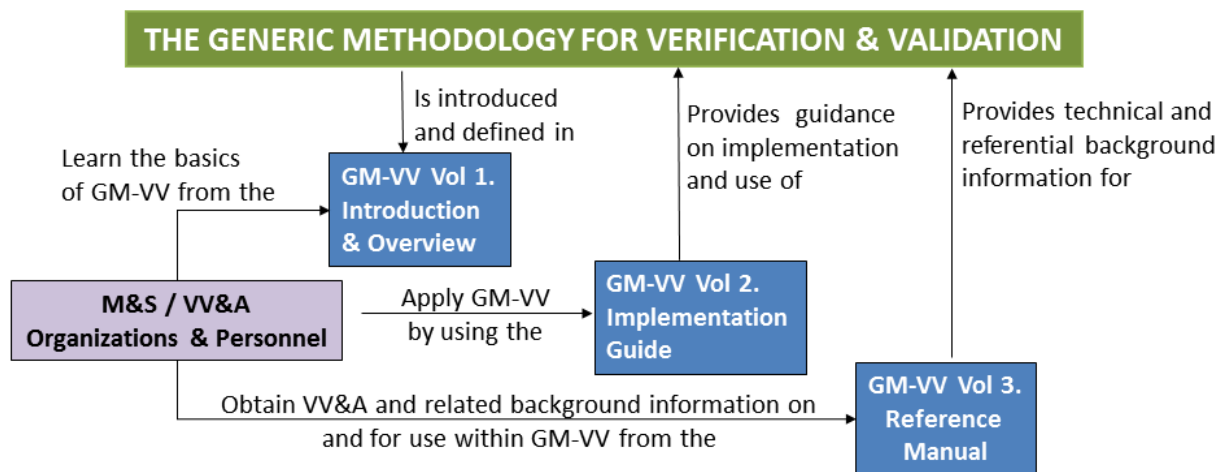 THE GENERIC METHODOLOGY FOR VERIFICATION & VALIDATION
Is introduced
and defined in
Provides guidance
on implementation
and use of
Provides technical and
referential background
information for
Learn the basics
of GM-VV from the
GM-VV Vol 1.
Introduction
& Overview
M&S / VV&A
Organizations & Personnel
Apply GM-VV
by using the
GM-VV Vol 2.
Implementation
Guide
Obtain VV&A and related background information on
and for use within GM-VV from the
GM-VV Vol 3.
Reference
Manual